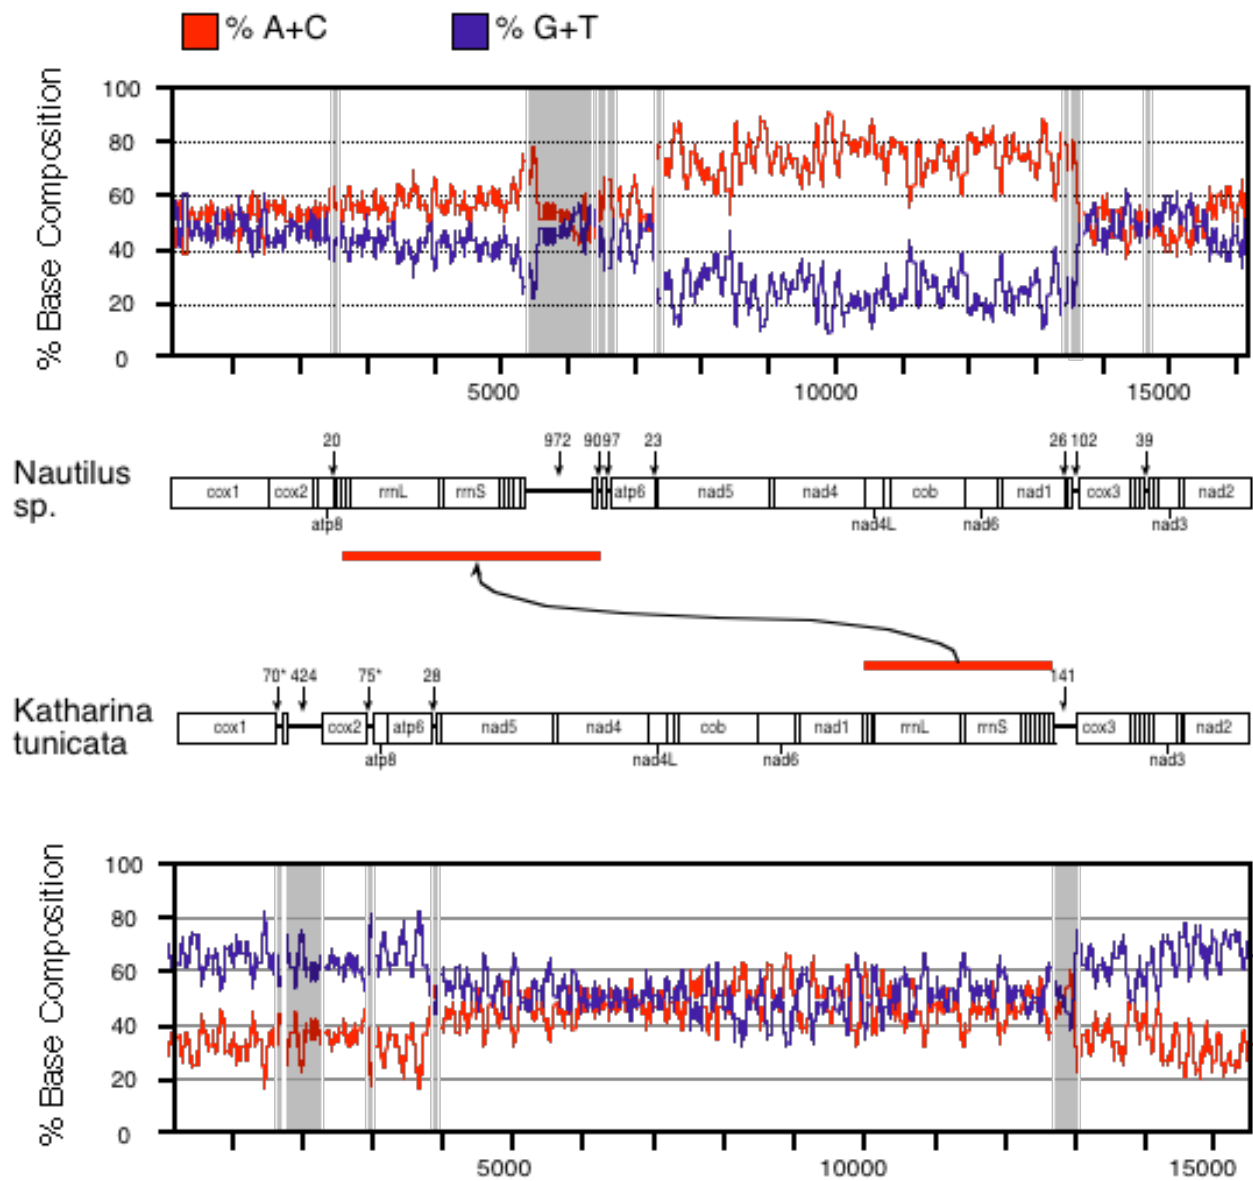 % A+C % G+T
% Base Composition
100
80
60
40
20
0
5000 10000 15000
20 972 90 97 23 26 102 39
Nautilus
sp.
cox1 cox2 rrnL rrnS atp6 nad5 nad4 cob nad1 cox3 nad2
atp8 nad4L nad6 nad3
70* 424 75* 28 141
Katharina
tunicata
cox1 cox2 atp6 nad5 nad4 cob nad1 rrnL rrnS cox3 nad2
atp8 nad4L nad6 nad3
% Base Composition
100
80
60
40
20
0
5000 10000 15000